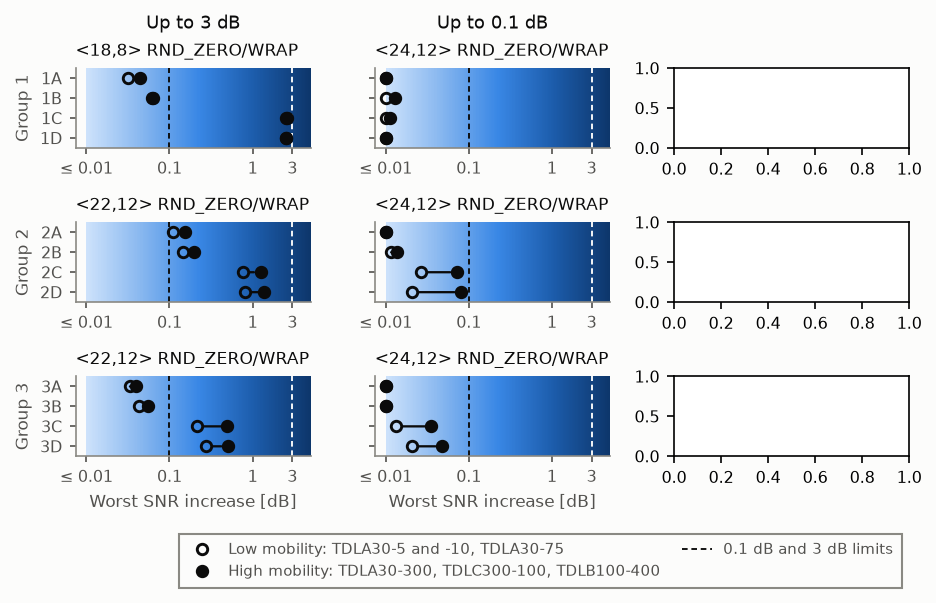 Up to 3 dB Up to 0.1 dB
<18,8> RND_ZERO/WRAP <24,12> RND_ZERO/WRAP
Group 1
1A
1B
1C
1D
≤ 0.01 0.1 1 3
≤ 0.01 0.1 1 3
1.0
0.5
0.0
0.0 0.2 0.4 0.6 0.8 1.0
<22,12> RND_ZERO/WRAP <24,12> RND_ZERO/WRAP
Group 2
2A
2B
2C
2D
≤ 0.01 0.1 1 3
≤ 0.01 0.1 1 3
1.0
0.5
0.0
0.0 0.2 0.4 0.6 0.8 1.0
<22,12> RND_ZERO/WRAP <24,12> RND_ZERO/WRAP
Group 3
3A
3B
3C
3D
≤ 0.01 0.1 1 3
≤ 0.01 0.1 1 3
1.0
0.5
0.0
0.0 0.2 0.4 0.6 0.8 1.0
Worst SNR increase [dB] Worst SNR increase [dB]
Low mobility: TDLA30-5 and -10, TDLA30-75
High mobility: TDLA30-300, TDLC300-100, TDLB100-400
0.1 dB and 3 dB limits